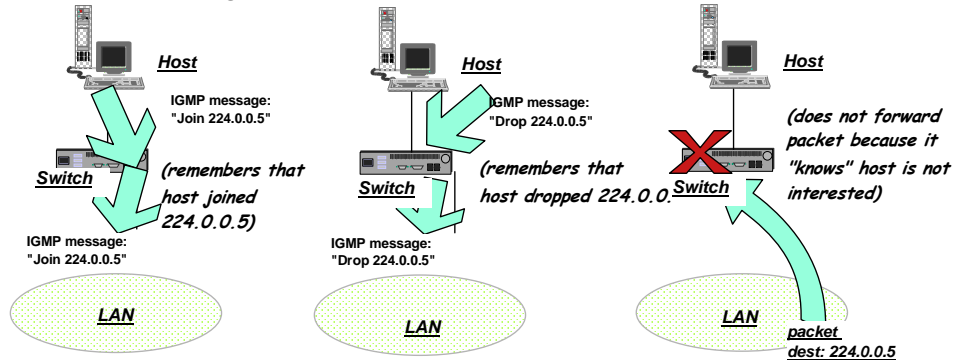 Host
IGMP message:
"Join 224.0.0.5"
Switch
(remembers that
host joined
224.0.0.5)
IGMP message:
"Join 224.0.0.5"
LAN
Host
IGMP message:
"Drop 224.0.0.5"
Switch
(remembers that
host dropped 224.0.0.
IGMP message:
"Drop 224.0.0.5"
LAN
Host
(does not forward
packet because it
"knows" host is not
interested)
Switch
LAN
packet
dest: 224.0.0.5